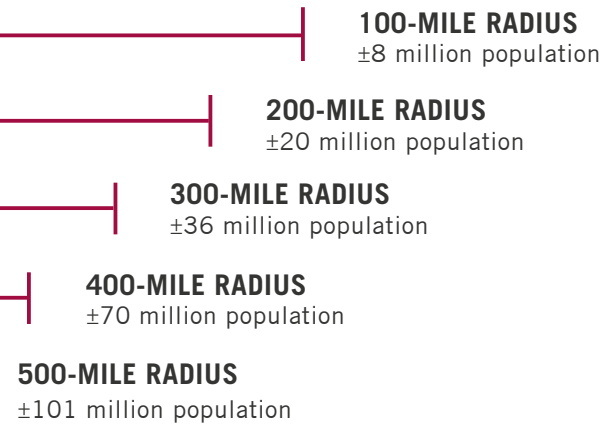 100-MILE RADIUS
±8 million population
200-MILE RADIUS
±20 million population
300-MILE RADIUS
±36 million population
400-MILE RADIUS
±70 million population
500-MILE RADIUS
±101 million population